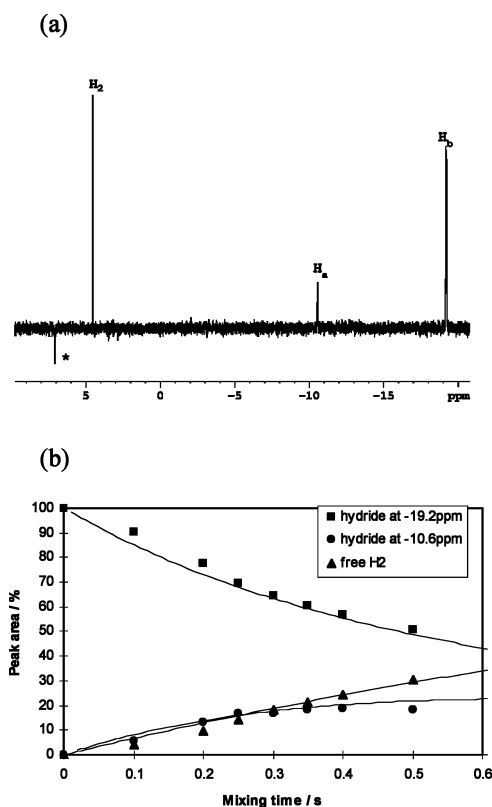 (a)
H2
Hb
Ha
*
5 0 -5 -10 -15 ppm
(b)
100
90
80
70
60
50
40
30
20
10
0
Peak area / %
hydride at -19.2ppm
hydride at -10.6ppm
free H2
0 0.1 0.2 0.3 0.4 0.5 0.6
Mixing time / s